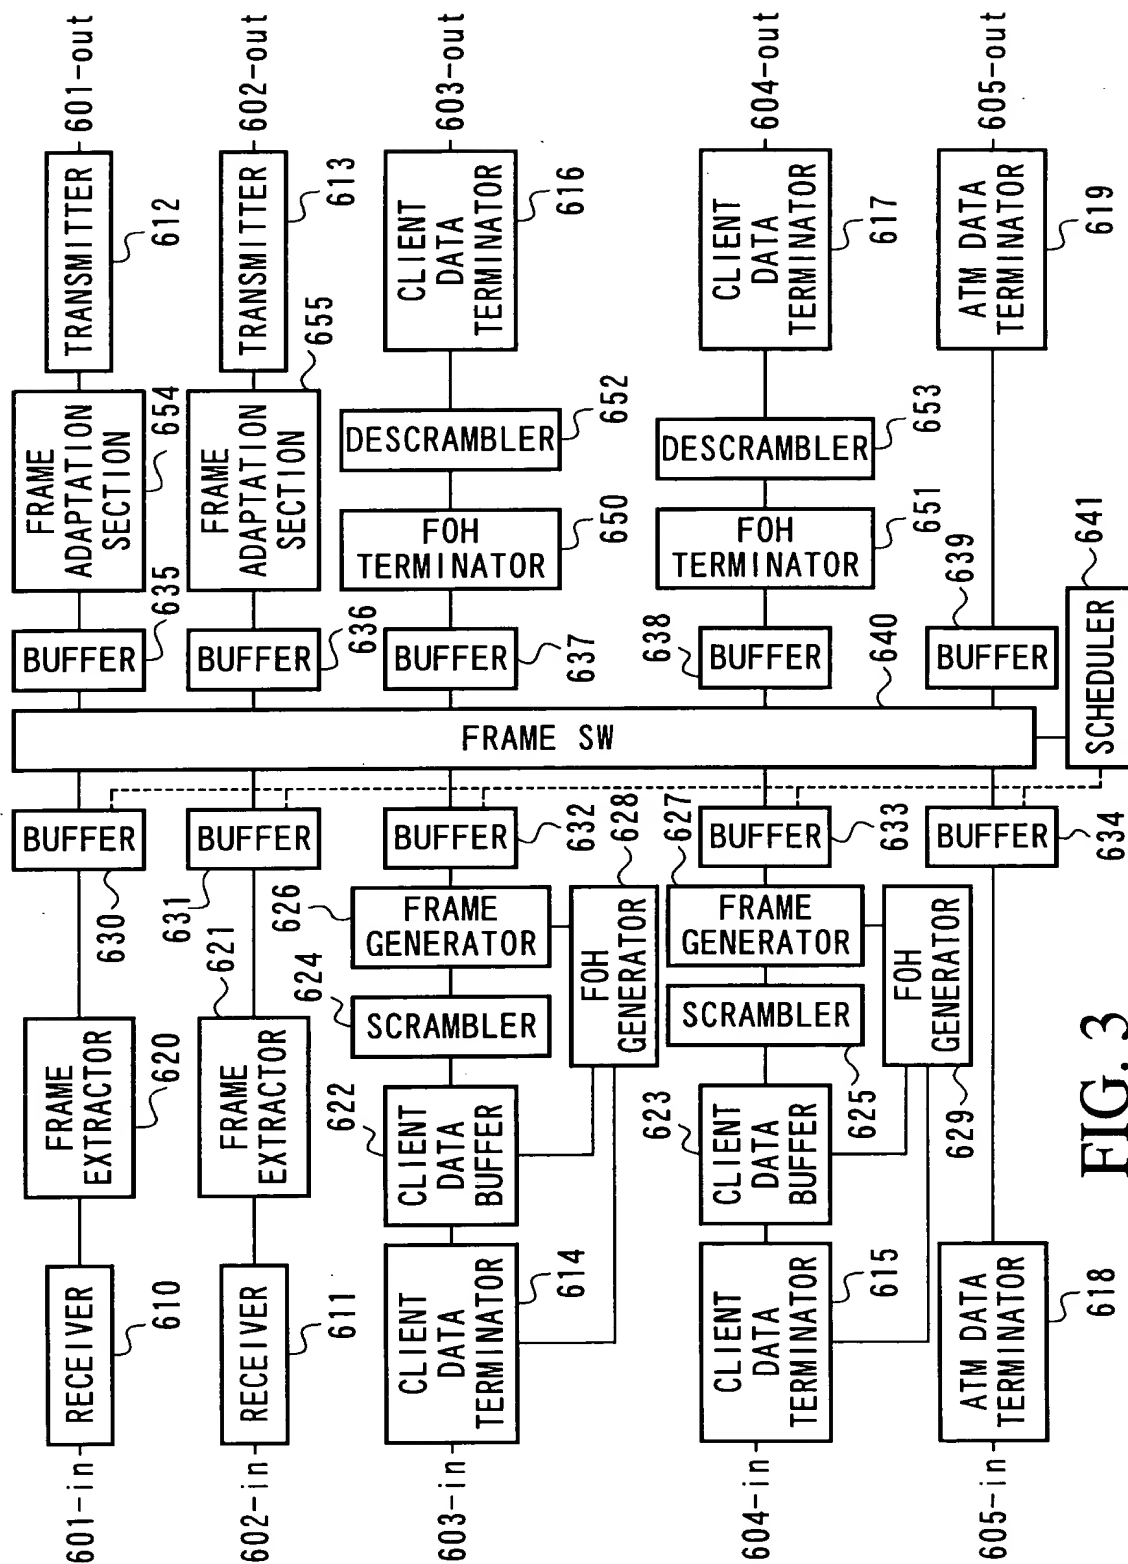 601-in
RECEIVER
610
FRAME
EXTRACTOR
620
BUFFER
630
BUFFER
635
FRAME
ADAPTATION
SECTION
654
TRANSMITTER
612
601-out
602-in
RECEIVER
611
FRAME
EXTRACTOR
621
BUFFER
631
BUFFER
636
FRAME
ADAPTATION
SECTION
655
TRANSMITTER
613
602-out
603-in
CLIENT
DATA
TERMINATOR
614
CLIENT
DATA
BUFFER
622
SCRAMBLER
624
FRAME
GENERATOR
626
FOH
GENERATOR
628
BUFFER
632
FRAME SW
640
BUFFER
637
FOH
TERMINATOR
650
DESCRAMBLER
652
CLIENT
DATA
TERMINATOR
616
603-out
604-in
CLIENT
DATA
TERMINATOR
615
CLIENT
DATA
BUFFER
623
SCRAMBLER
625
FRAME
GENERATOR
627
FOH
GENERATOR
629
BUFFER
633
BUFFER
638
FOH
TERMINATOR
651
DESCRAMBLER
653
CLIENT
DATA
TERMINATOR
617
604-out
605-in
ATM DATA
TERMINATOR
618
BUFFER
634
BUFFER
639
ATM DATA
TERMINATOR
619
605-out
SCHEDULER
641
FIG. 3